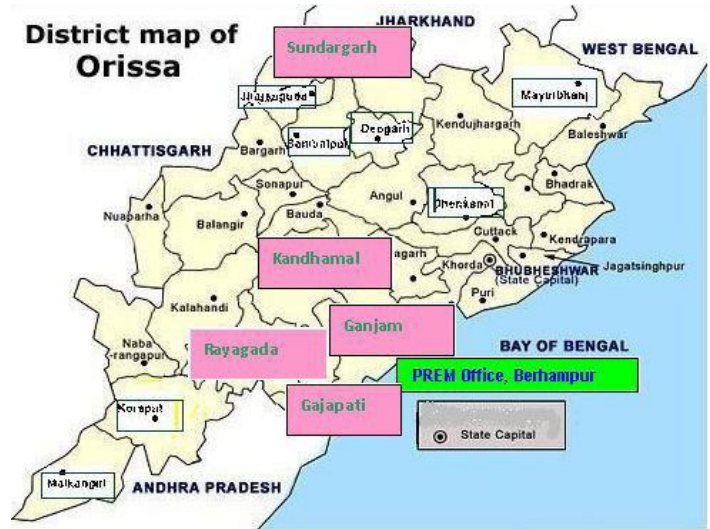 District map of
Orissa
JHARKHAND
WEST BENGAL
Sundargarh
Mayurbhanj
Deogarh
Kendujhargarh
Baleshwar
Sambalpur
CHHATTISGARH
Bargarh
Sonapur
Angul
Dhenkanal
Bhadrak
Nuaparha
Balangir
Bauda
Cuttack
Kendrapara
Kandhamal
agarh
Khorda
BHUBHESHWAR
(State Capital)
Jagatsinghpur
Puri
Kalahandi
Ganjam
Naba
-rangapur
Rayagada
BAY OF BENGAL
PREM Office, Berhampur
Gajapati
Koraput
State Capital
Malkangiri
ANDHRA PRADESH